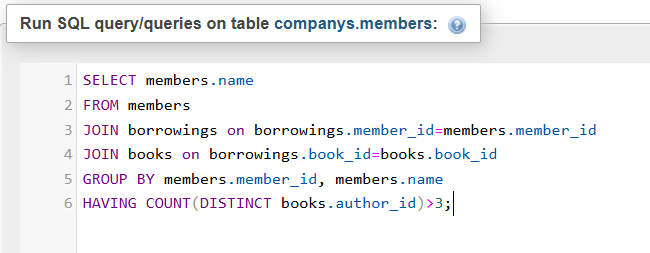 Run SQL query/queries on table companys.members:
1 SELECT members.name
2 FROM members
3 JOIN borrowings on borrowings.member_id=members.member_id
4 JOIN books on borrowings.book_id=books.book_id
5 GROUP BY members.member_id, members.name
6 HAVING COUNT(DISTINCT books.author_id)>3;